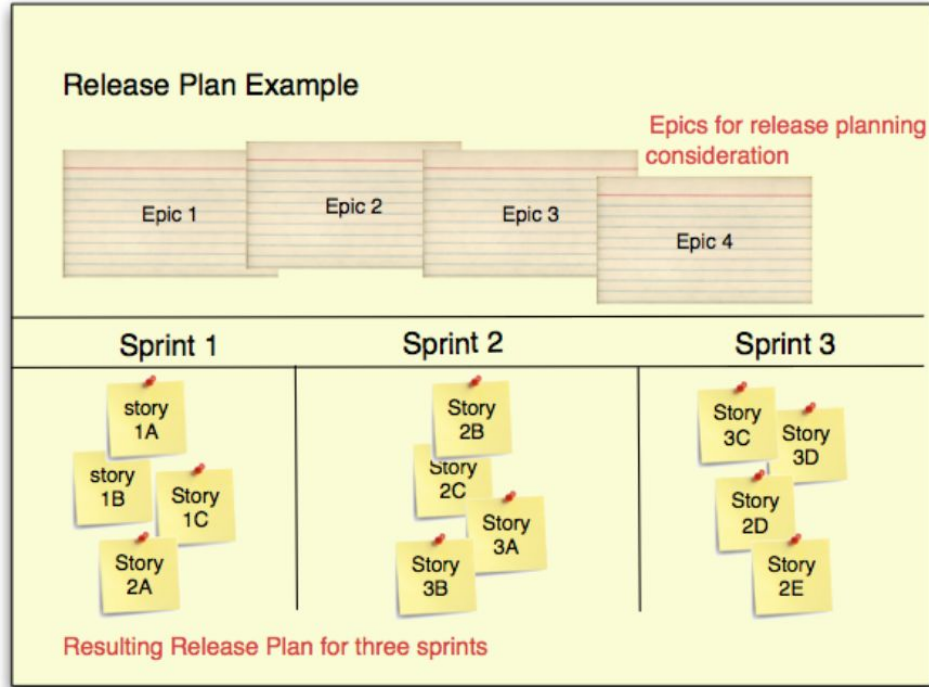 Release Plan Example
Epics for release planning
consideration
Epic 1
Epic 2
Epic 3
Epic 4
Sprint 1
Sprint 2
Sprint 3
story
1A
story
1B
Story
1C
Story
2A
Story
2B
Story
2C
Story
3A
Story
3B
Story
3C
Story
3D
Story
2D
Story
2E
Resulting Release Plan for three sprints